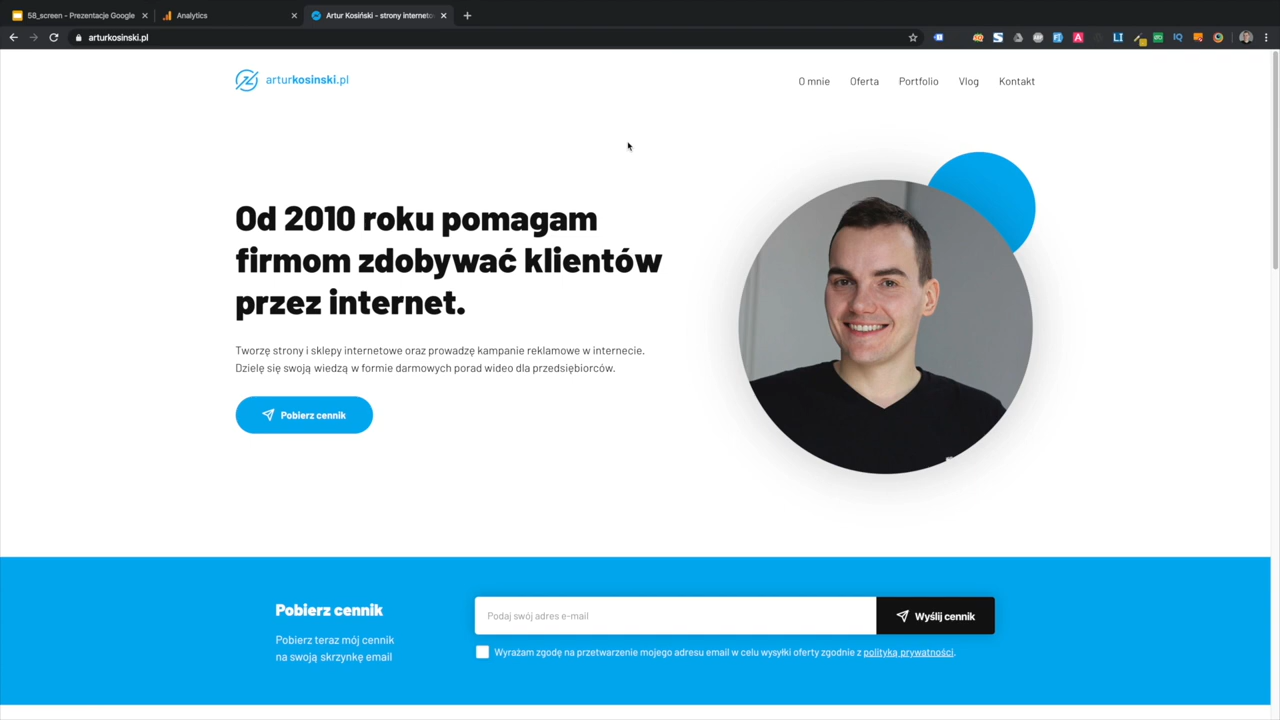 58_screen - Prezentacje Google
Analytics
Artur Kosiński – strony interneto
arturkosinski.pl
arturkosinski.pl
O mnie Oferta Portfolio Vlog Kontakt
Od 2010 roku pomagam
firmom zdobywać klientów
przez internet.
Tworzę strony i sklepy internetowe oraz prowadzę kampanie reklamowe w internecie.
Dzielę się swoją wiedzą w formie darmowych porad wideo dla przedsiębiorców.
Pobierz cennik
Pobierz cennik
Pobierz teraz mój cennik
na swoją skrzynkę email
Podaj swój adres e-mail
Wyślij cennik
Wyrażam zgodę na przetwarzenie mojego adresu email w celu wysyłki oferty zgodnie z polityką prywatności.